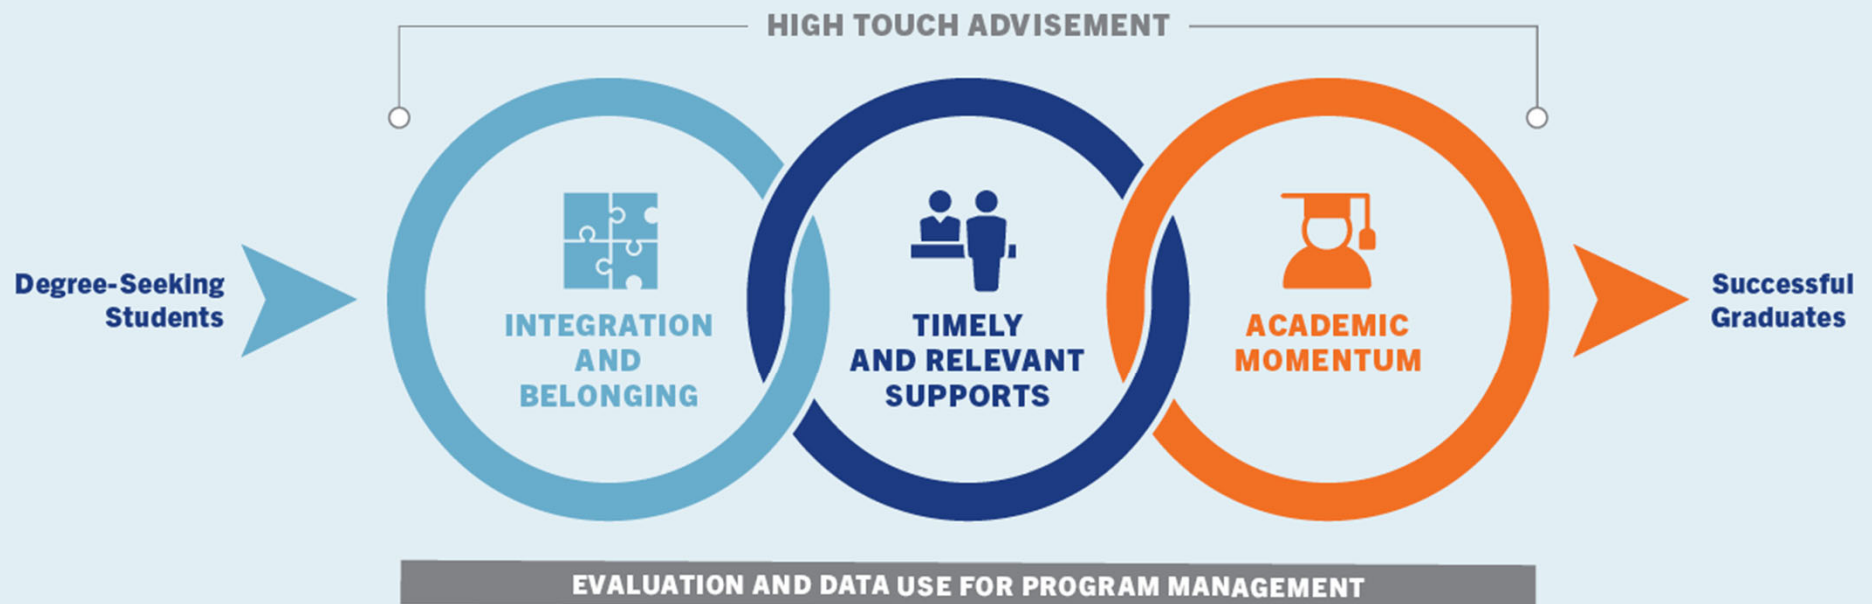 HIGH TOUCH ADVISEMENT
Degree-Seeking
Students
INTEGRATION
AND
BELONGING
TIMELY
AND RELEVANT
SUPPORTS
ACADEMIC
MOMENTUM
Successful
Graduates
EVALUATION AND DATA USE FOR PROGRAM MANAGEMENT